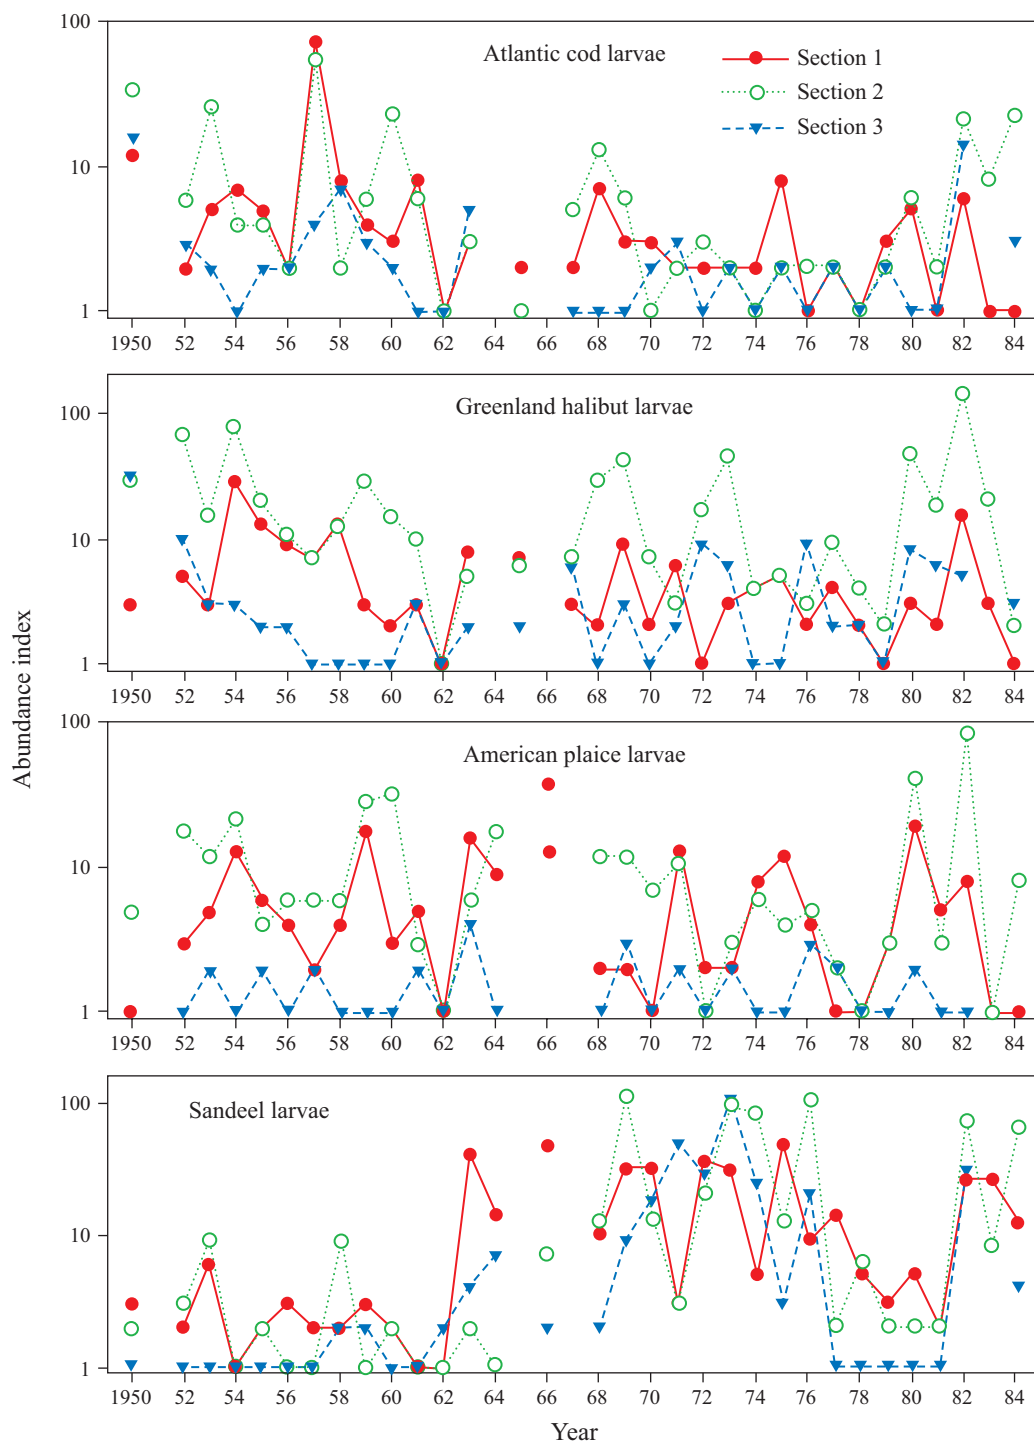 100
10
1
Atlantic cod larvae
Section 1
Section 2
Section 3
1950 52 54 56 58 60 62 64 66 68 70 72 74 76 78 80 82 84
100
10
1
Greenland halibut larvae
1950 52 54 56 58 60 62 64 66 68 70 72 74 76 78 80 82 84
Abundance index
100
10
1
American plaice larvae
1950 52 54 56 58 60 62 64 66 68 70 72 74 76 78 80 82 84
100
10
1
Sandeel larvae
1950 52 54 56 58 60 62 64 66 68 70 72 74 76 78 80 82 84
Year